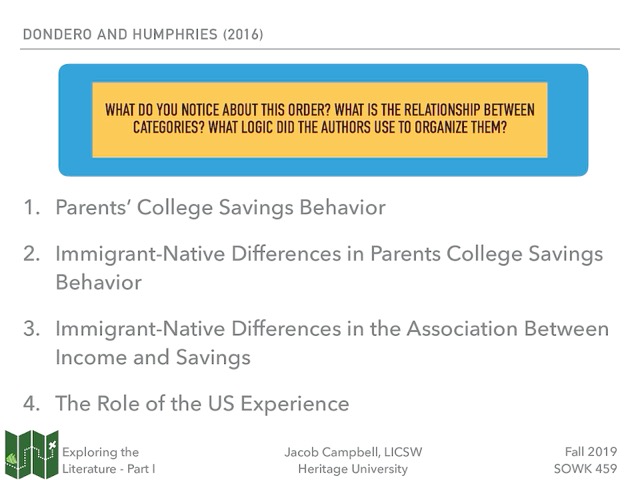 DONDERO AND HUMPHRIES (2016)
WHAT DO YOU NOTICE ABOUT THIS ORDER? WHAT IS THE RELATIONSHIP BETWEEN
CATEGORIES? WHAT LOGIC DID THE AUTHORS USE TO ORGANIZE THEM?
1. Parents’ College Savings Behavior
2. Immigrant-Native Differences in Parents College Savings
Behavior
3. Immigrant-Native Differences in the Association Between
Income and Savings
4. The Role of the US Experience
Exploring the
Literature - Part I
Jacob Campbell, LICSW
Heritage University
Fall 2019
SOWK 459